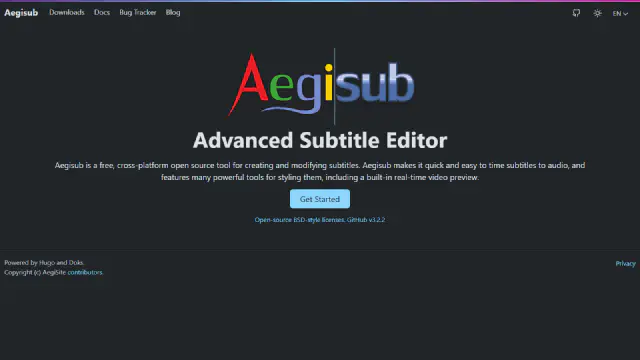 Aegisub Downloads Docs Bug Tracker Blog EN
Aegisub
Advanced Subtitle Editor
Aegisub is a free, cross-platform open source tool for creating and modifying subtitles. Aegisub makes it quick and easy to time subtitles to audio, and
features many powerful tools for styling them, including a built-in real-time video preview.
Get Started
Open-source BSD-style licenses. GitHub v3.2.2
Powered by Hugo and Doks. Privacy
Copyright (c) AegiSite contributors.